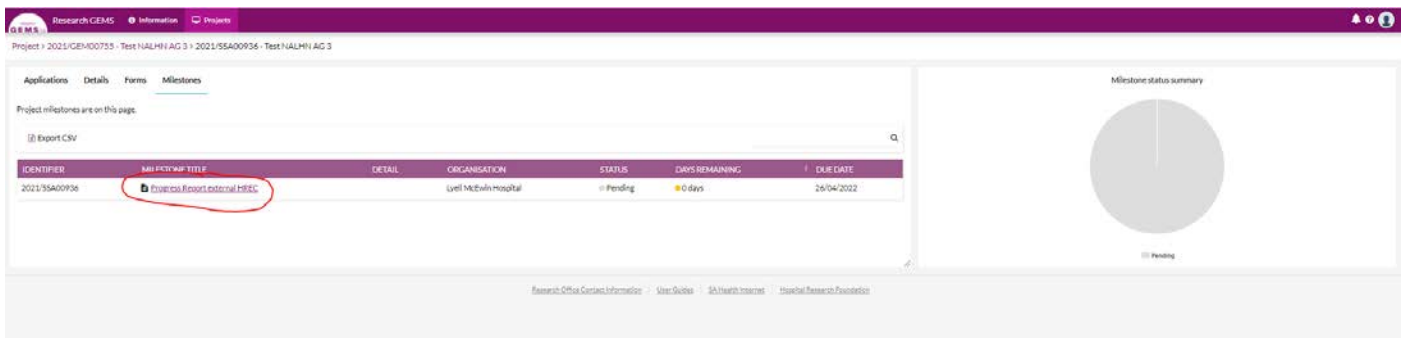 GEMS
Research GEMS Information Projects
Project > 2021/GEM00755 - Test NALHN AG 3 > 2021/SSA00936 - Test NALHN AG 3
Applications Details Forms Milestones
Project milestones are on this page.
Export CSV
IDENTIFIER MILESTONE TITLE DETAIL ORGANISATION STATUS DAYS REMAINING DUE DATE
2021/SSA00936 Progress Report external HREC Lyell McEwin Hospital Pending 0 days 26/04/2022
Milestone status summary
Pending
Research Office Contact Information User Guides SA Health Internet Hospital Research Foundation